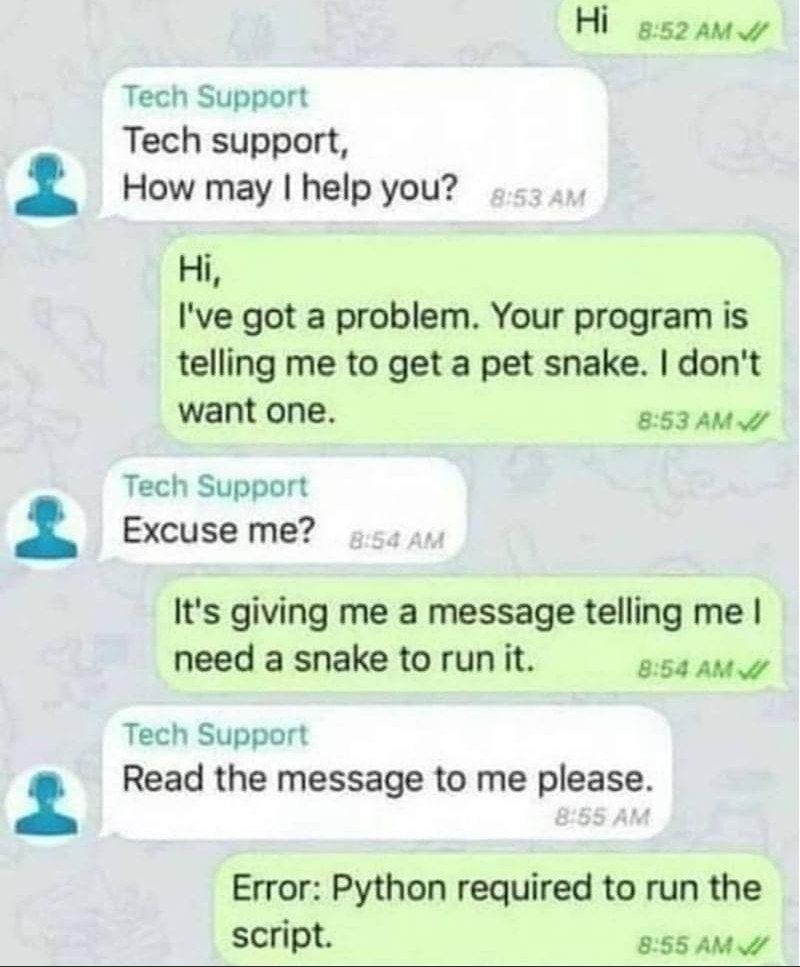 Hi 8:52 AM
Tech Support
Tech support,
How may I help you? 8:53 AM
Hi,
I've got a problem. Your program is
telling me to get a pet snake. I don't
want one. 8:53 AM
Tech Support
Excuse me? 8:54 AM
It's giving me a message telling me I
need a snake to run it. 8:54 AM
Tech Support
Read the message to me please.
8:55 AM
Error: Python required to run the
script. 8:55 AM